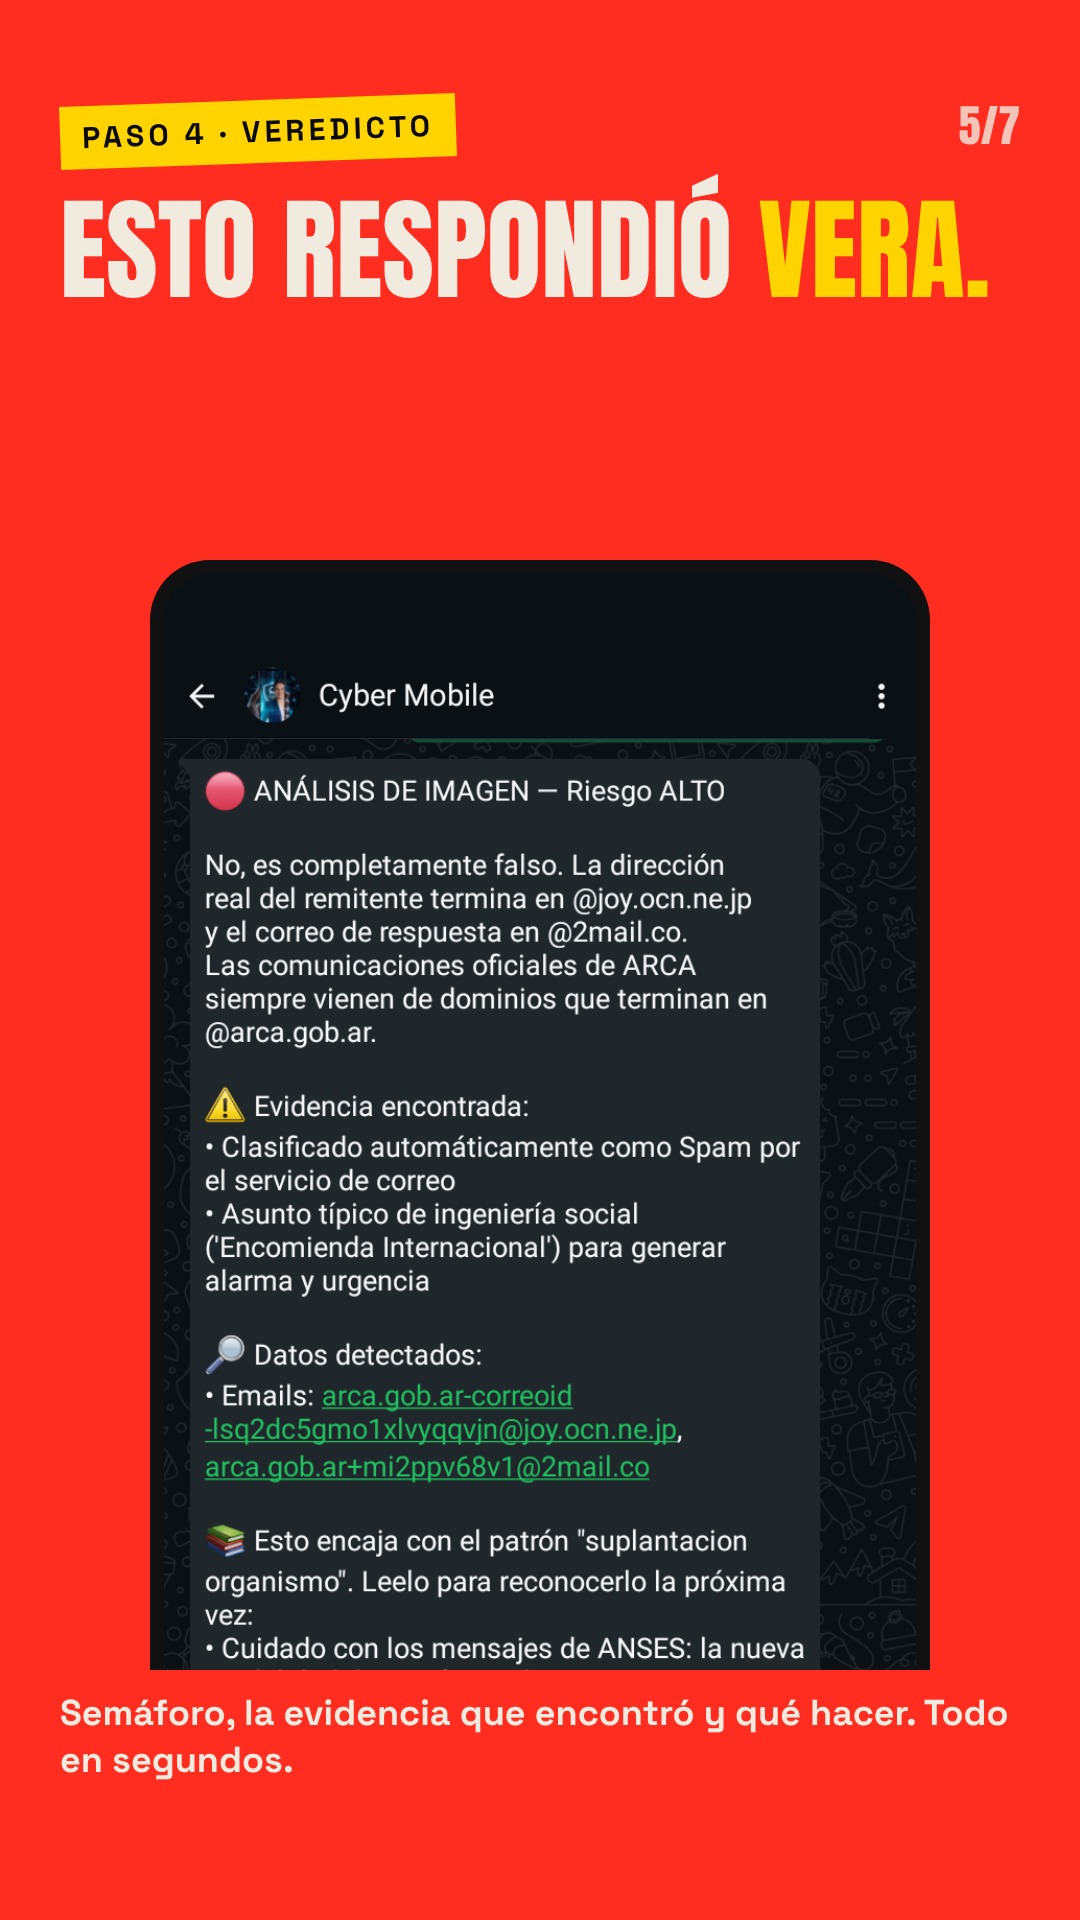 PASO 4 · VEREDICTO
5/7
ESTO RESPONDIÓ VERA.
Cyber Mobile
🔴 ANÁLISIS DE IMAGEN — Riesgo ALTO
No, es completamente falso. La dirección
real del remitente termina en @joy.ocn.ne.jp
y el correo de respuesta en @2mail.co.
Las comunicaciones oficiales de ARCA
siempre vienen de dominios que terminan en
@arca.gob.ar.
⚠️ Evidencia encontrada:
• Clasificado automáticamente como Spam por
el servicio de correo
• Asunto típico de ingeniería social
('Encomienda Internacional') para generar
alarma y urgencia
🔎 Datos detectados:
• Emails: arca.gob.ar-correoid
-lsq2dc5gmo1xlvyqqvjn@joy.ocn.ne.jp,
arca.gob.ar+mi2ppv68v1@2mail.co
📚 Esto encaja con el patrón "suplantacion
organismo". Leelo para reconocerlo la próxima
vez:
• Cuidado con los mensajes de ANSES: la nueva
Semáforo, la evidencia que encontró y qué hacer. Todo
en segundos.